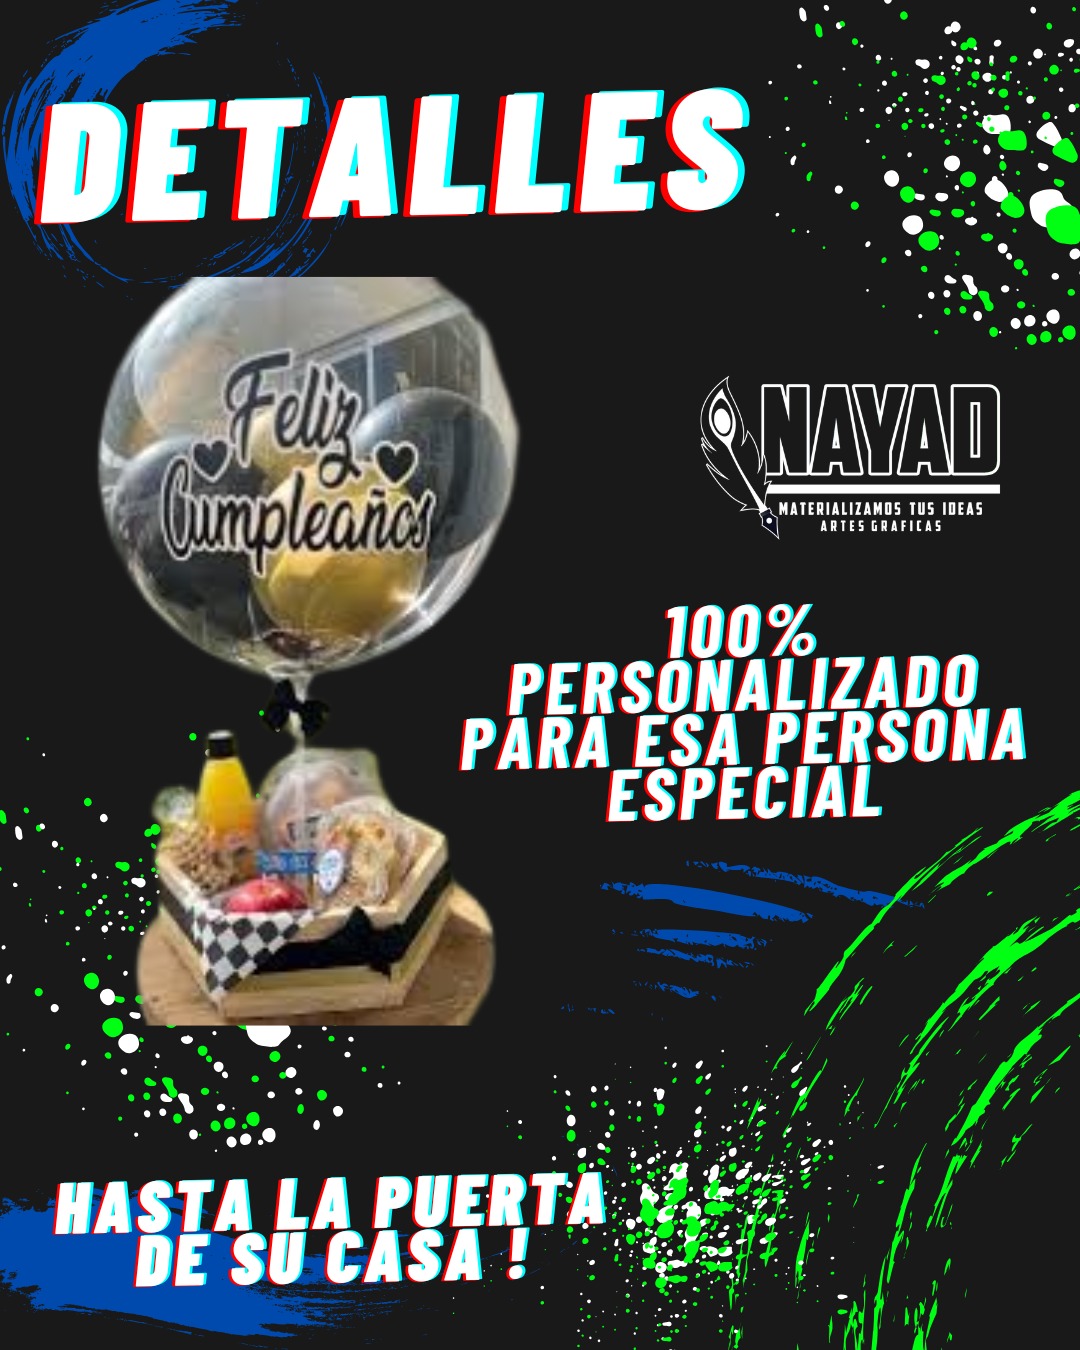 DETALLES
Feliz
Cumpleaños
NAYAD
MATERIALIZAMOS TUS IDEAS
ARTES GRAFICAS
100%
PERSONALIZADO
PARA ESA PERSONA
ESPECIAL
HASTA LA PUERTA
DE SU CASA !